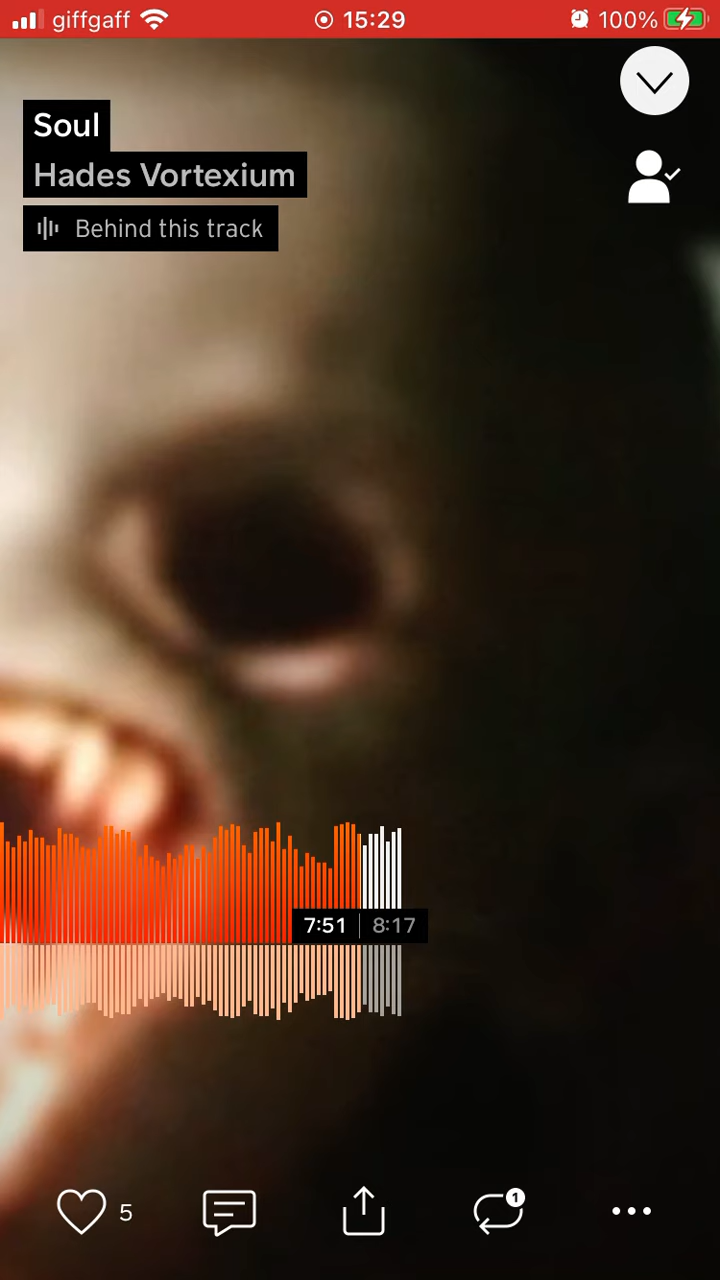 giffgaff 15:29 100%
Soul
Hades Vortexium
Behind this track
7:51 8:17
5 1